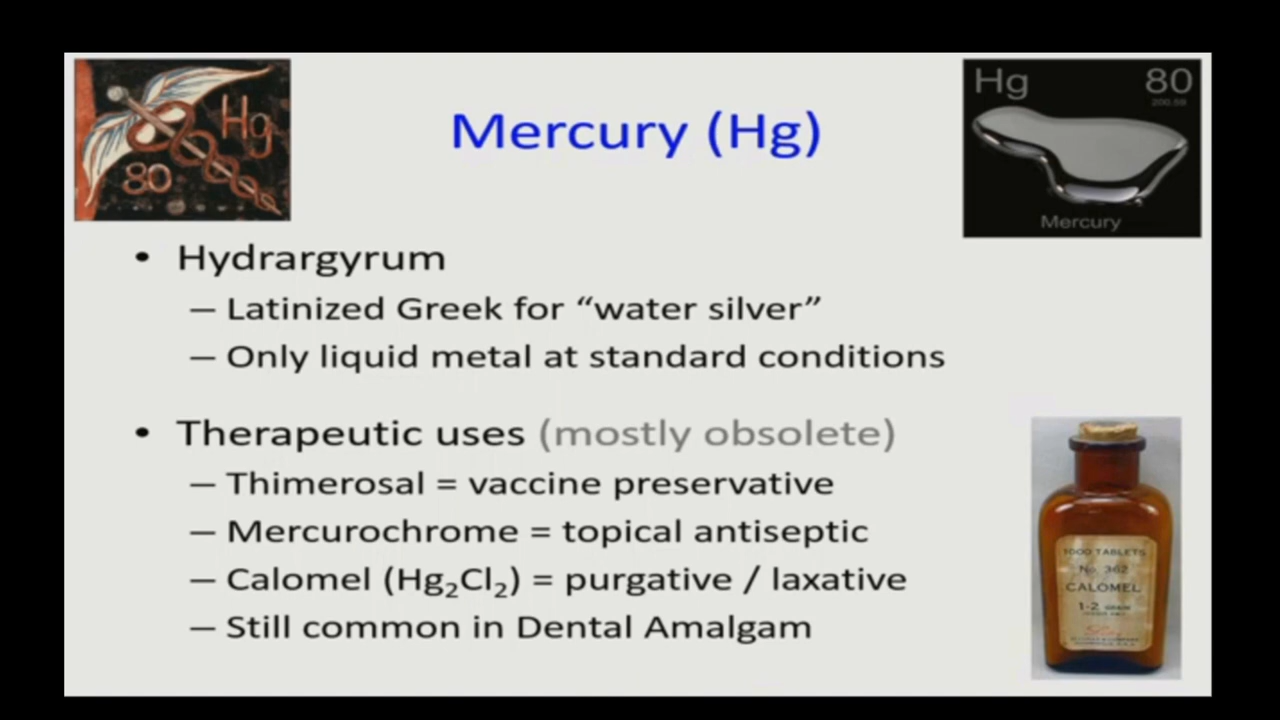 Hg
80
Mercury (Hg)
Hg 80
200.59
Mercury
• Hydrargyrum
– Latinized Greek for “water silver”
– Only liquid metal at standard conditions
• Therapeutic uses (mostly obsolete)
– Thimerosal = vaccine preservative
– Mercurochrome = topical antiseptic
– Calomel (Hg₂Cl₂) = purgative / laxative
– Still common in Dental Amalgam
1000 TABLETS
No. 362
CALOMEL
1-2 GRAIN